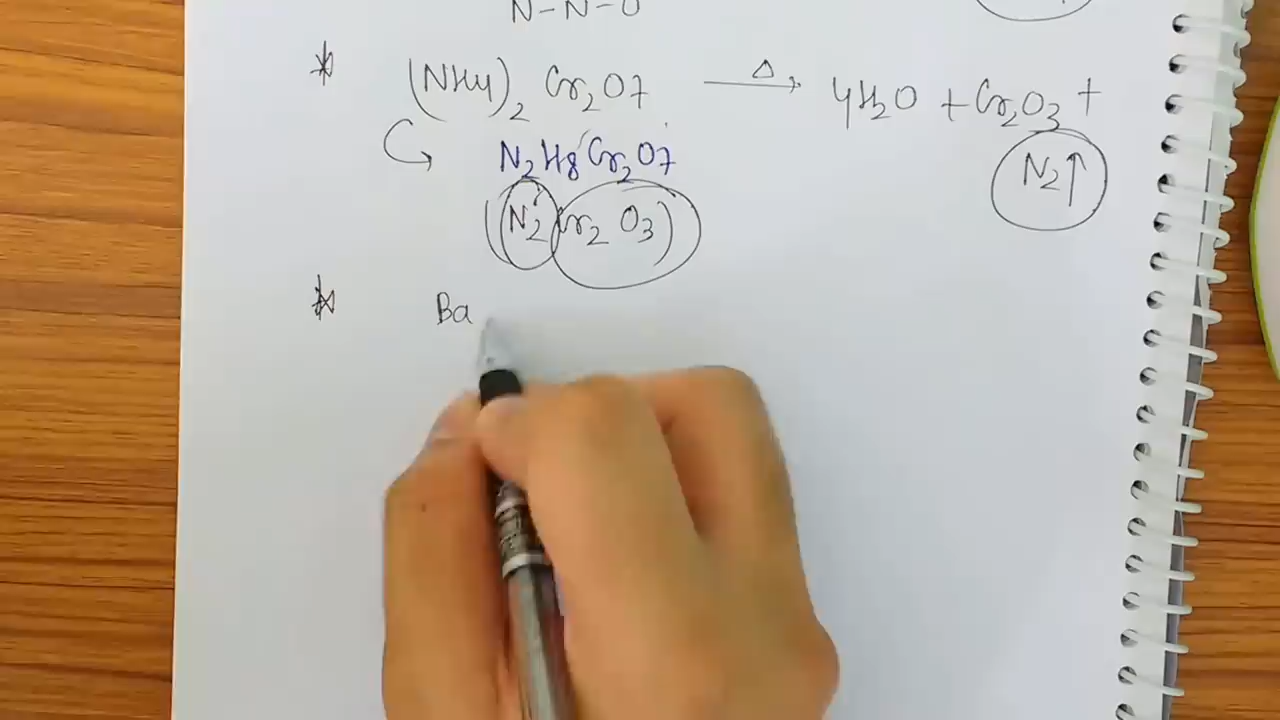 N-N-O
* (NH4)2 Cr2O7 —Δ→ 4H2O + Cr2O3 +
N2↑
N2H8Cr2O7
(N2 Cr2 O3)
* Ba